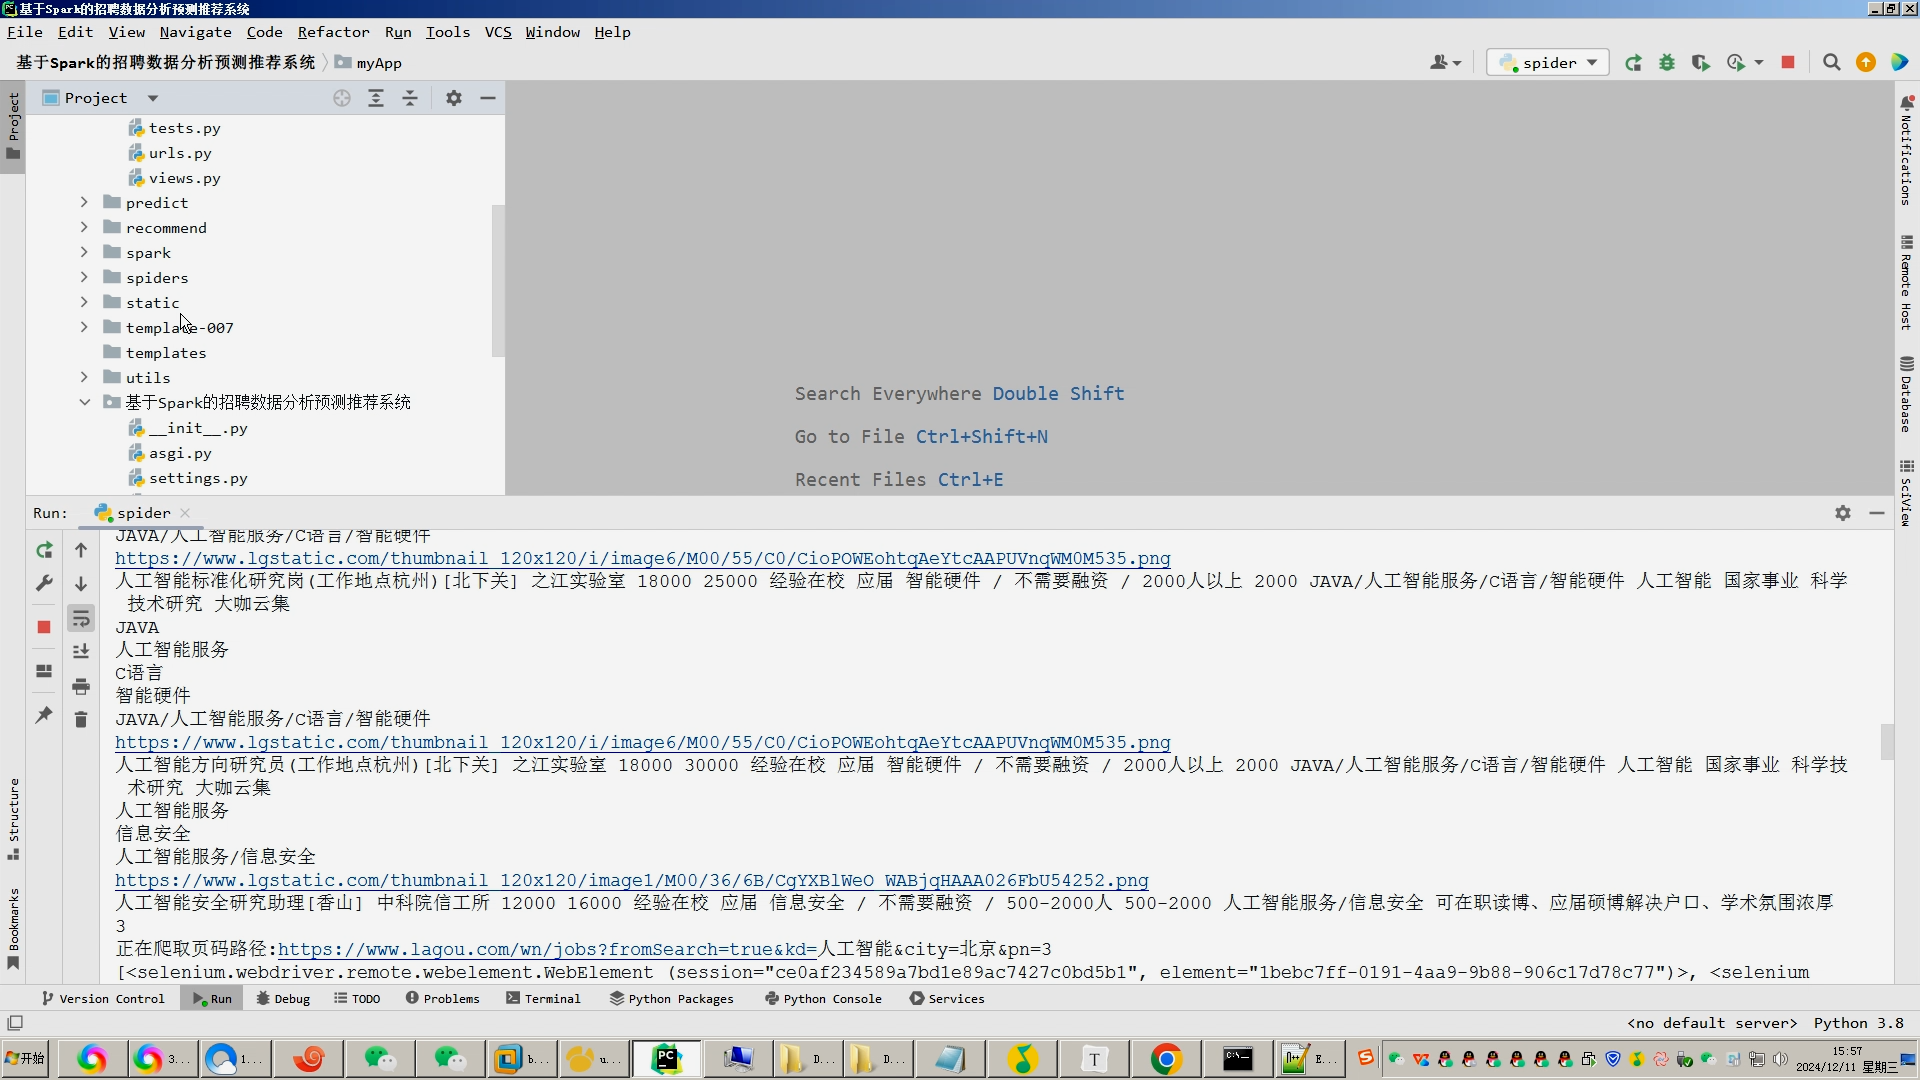 基于Spark的招聘数据分析预测推荐系统
File Edit View Navigate Code Refactor Run Tools VCS Window Help
基于Spark的招聘数据分析预测推荐系统 myApp
spider
Project
Project
tests.py
urls.py
views.py
predict
recommend
spark
spiders
static
template-007
templates
utils
基于Spark的招聘数据分析预测推荐系统
__init__.py
asgi.py
settings.py
Search Everywhere Double Shift
Go to File Ctrl+Shift+N
Recent Files Ctrl+E
Notifications
Remote Host
Database
SciView
Run: spider
JAVA/人工智能服务/C语言/智能硬件
https://www.lgstatic.com/thumbnail_120x120/i/image6/M00/55/C0/CioPOWEohtqAeYtcAAPUVnqWM0M535.png
人工智能标准化研究岗(工作地点杭州)[北下关] 之江实验室 18000 25000 经验在校 应届 智能硬件 / 不需要融资 / 2000人以上 2000 JAVA/人工智能服务/C语言/智能硬件 人工智能 国家事业 科学
技术研究 大咖云集
JAVA
人工智能服务
C语言
智能硬件
JAVA/人工智能服务/C语言/智能硬件
https://www.lgstatic.com/thumbnail_120x120/i/image6/M00/55/C0/CioPOWEohtqAeYtcAAPUVnqWM0M535.png
人工智能方向研究员(工作地点杭州)[北下关] 之江实验室 18000 30000 经验在校 应届 智能硬件 / 不需要融资 / 2000人以上 2000 JAVA/人工智能服务/C语言/智能硬件 人工智能 国家事业 科学技
术研究 大咖云集
人工智能服务
信息安全
人工智能服务/信息安全
https://www.lgstatic.com/thumbnail_120x120/image1/M00/36/6B/CgYXBlWeO_WABjqHAAA026FbU54252.png
人工智能安全研究助理[香山] 中科院信工所 12000 16000 经验在校 应届 信息安全 / 不需要融资 / 500-2000人 500-2000 人工智能服务/信息安全 可在职读博、应届硕博解决户口、学术氛围浓厚
3
正在爬取页码路径:https://www.lagou.com/wn/jobs?fromSearch=true&kd=人工智能&city=北京&pn=3
[<selenium.webdriver.remote.webelement.WebElement (session="ce0af234589a7bd1e89ac7427c0bd5b1", element="1bebc7ff-0191-4aa9-9b88-906c17d78c77")>, <selenium
Structure
Bookmarks
Version Control Run Debug TODO Problems Terminal Python Packages Python Console Services
<no default server> Python 3.8
开始 3... 1... b... u... D... D... E...
15:57
2024/12/11 星期三